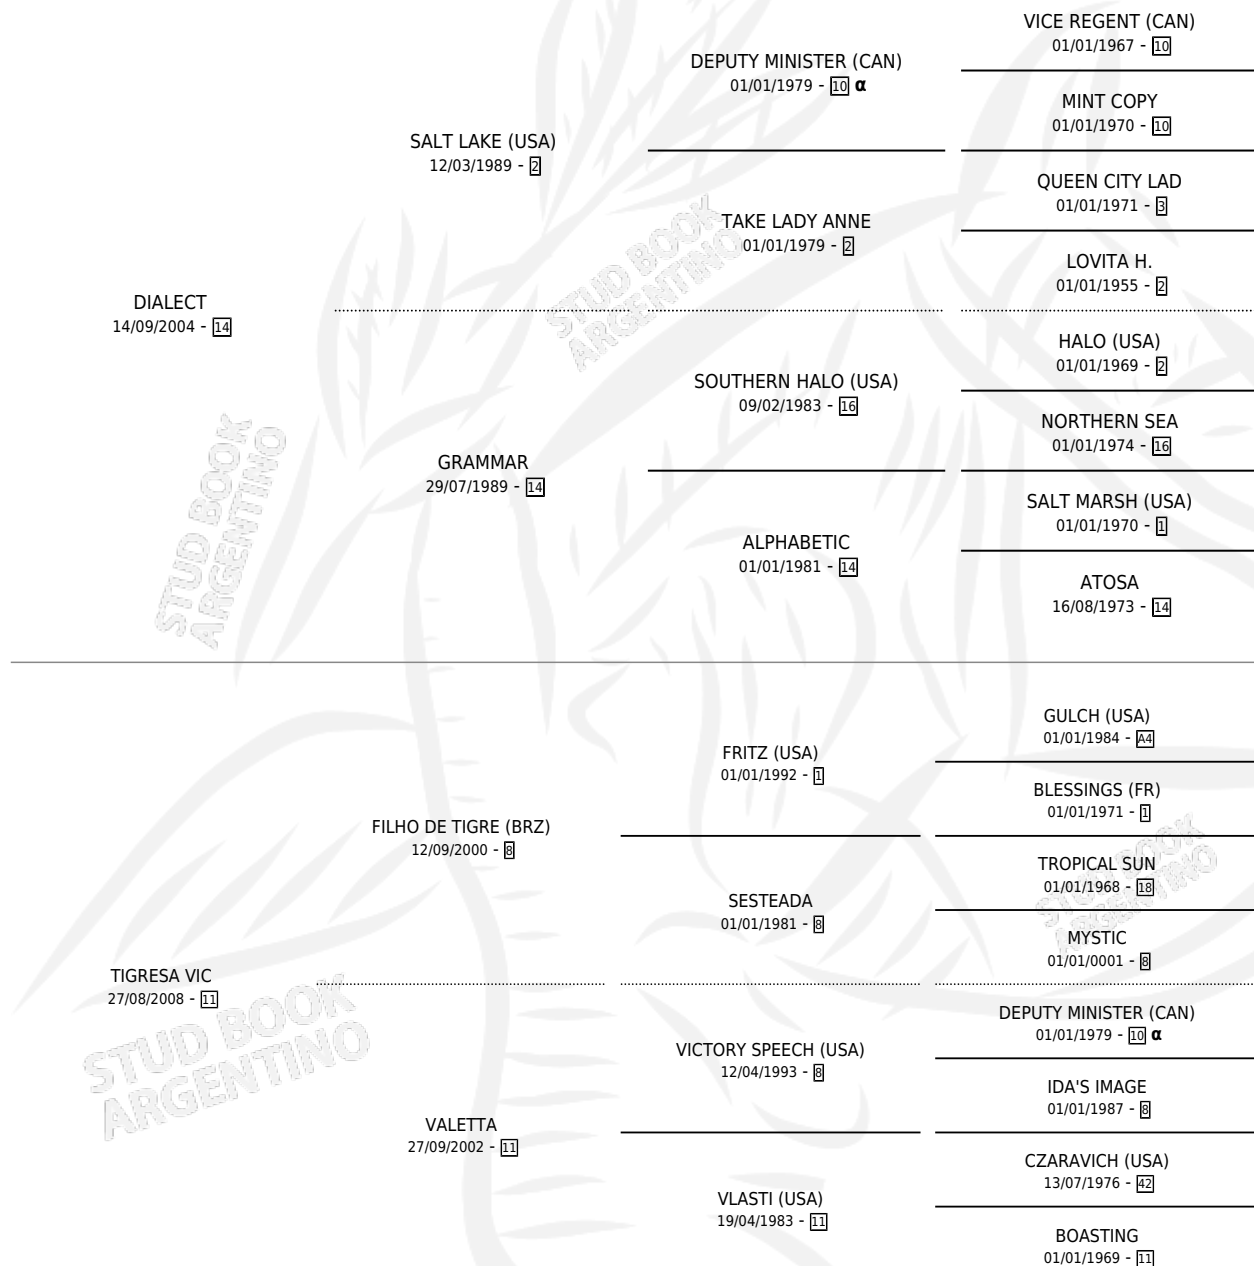 VICE REGENT (CAN)
01/01/1967 - 10
DEPUTY MINISTER (CAN)
01/01/1979 - 10 α
MINT COPY
01/01/1970 - 10
SALT LAKE (USA)
12/03/1989 - 2
QUEEN CITY LAD
01/01/1971 - 3
TAKE LADY ANNE
01/01/1979 - 2
LOVITA H.
01/01/1955 - 2
DIALECT
14/09/2004 - 14
HALO (USA)
01/01/1969 - 2
SOUTHERN HALO (USA)
09/02/1983 - 16
NORTHERN SEA
01/01/1974 - 16
GRAMMAR
29/07/1989 - 14
SALT MARSH (USA)
01/01/1970 - 1
ALPHABETIC
01/01/1981 - 14
ATOSA
16/08/1973 - 14
GULCH (USA)
01/01/1984 - A4
FRITZ (USA)
01/01/1992 - 1
BLESSINGS (FR)
01/01/1971 - 1
FILHO DE TIGRE (BRZ)
12/09/2000 - 8
TROPICAL SUN
01/01/1968 - 18
SESTEADA
01/01/1981 - 8
MYSTIC
01/01/0001 - 8
TIGRESA VIC
27/08/2008 - 11
DEPUTY MINISTER (CAN)
01/01/1979 - 10 α
VICTORY SPEECH (USA)
12/04/1993 - 8
IDA'S IMAGE
01/01/1987 - 8
VALETTA
27/09/2002 - 11
CZARAVICH (USA)
13/07/1976 - 42
VLASTI (USA)
19/04/1983 - 11
BOASTING
01/01/1969 - 11
STUD BOOK
ARGENTINO
STUD BOOK
ARGENTINO
STUD BOOK
ARGENTINO
STUD BOOK
ARGENTINO